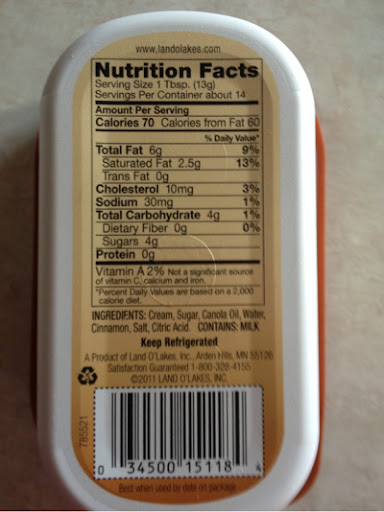 www.landolakes.com
Nutrition Facts
Serving Size 1 Tbsp. (13g)
Servings Per Container about 14
Amount Per Serving
Calories 70 Calories from Fat 60
% Daily Value*
Total Fat 6g 9%
Saturated Fat 2.5g 13%
Trans Fat 0g
Cholesterol 10mg 3%
Sodium 30mg 1%
Total Carbohydrate 4g 1%
Dietary Fiber 0g 0%
Sugars 4g
Protein 0g
Vitamin A 2% Not a significant source
of vitamin C, calcium and iron.
*Percent Daily Values are based on a 2,000
calorie diet.
INGREDIENTS: Cream, Sugar, Canola Oil, Water,
Cinnamon, Salt, Citric Acid. CONTAINS: MILK
Keep Refrigerated
A Product of Land O'Lakes, Inc., Arden Hills, MN 55126
Satisfaction Guaranteed 1-800-328-4155
©2011 LAND O'LAKES, INC.
785521
0 34500 15118 4
Best when used by date on package